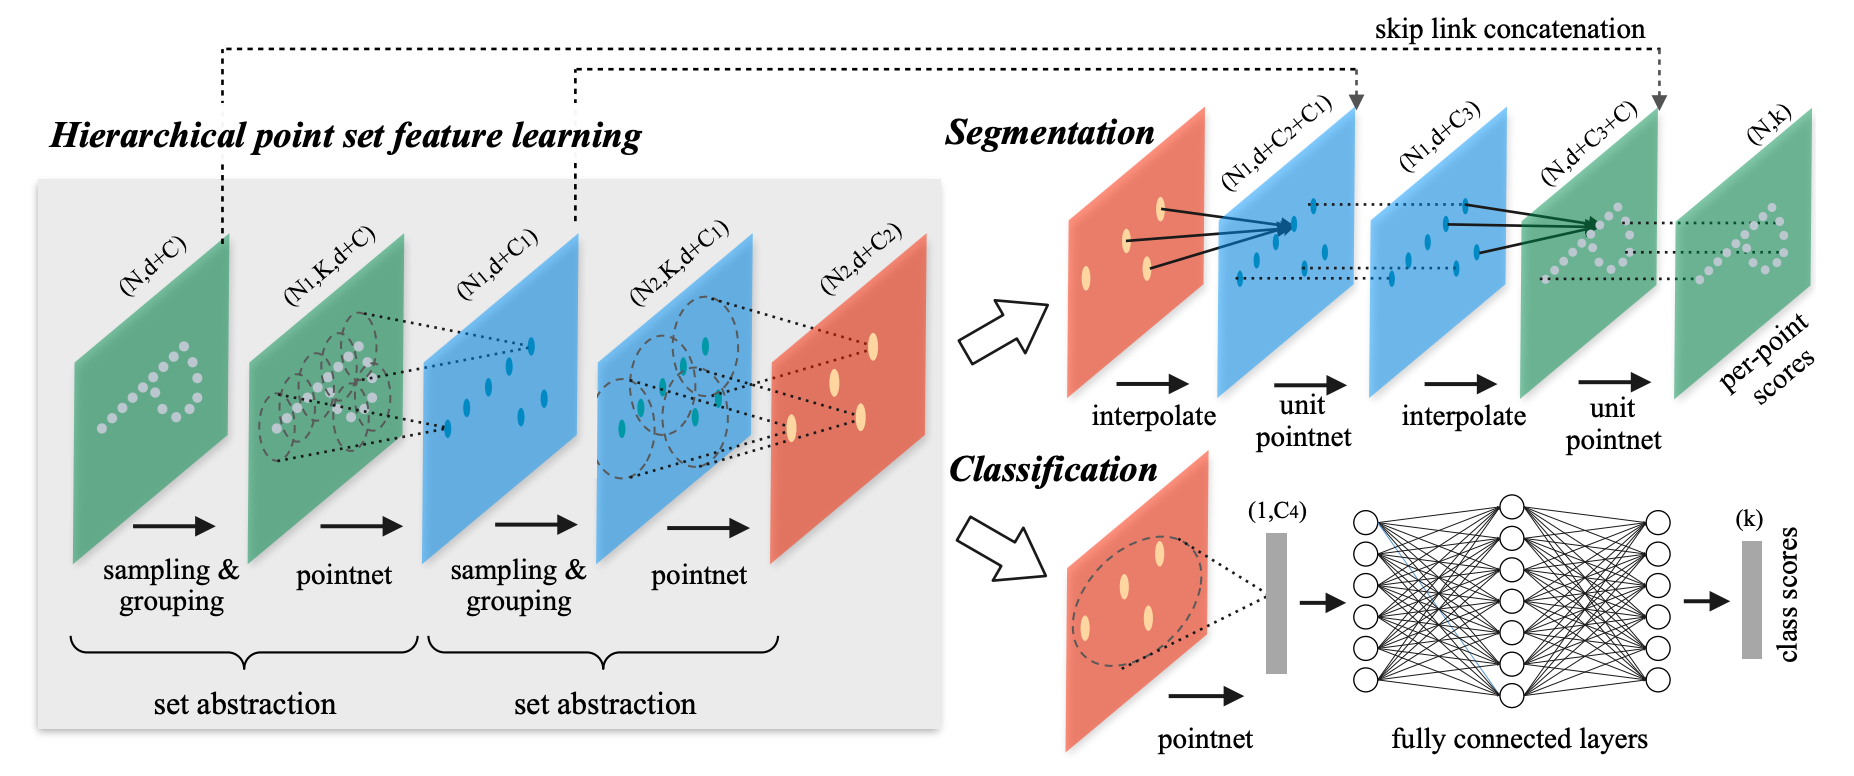 skip link concatenation
Hierarchical point set feature learning
(N,d+C)
(N1,K,d+C)
(N1,d+C1)
(N2,K,d+C1)
(N2,d+C2)
sampling &
grouping
pointnet
sampling &
grouping
pointnet
set abstraction
set abstraction
Segmentation
(N1,d+C2+C1)
(N1,d+C3)
(N,d+C3+C)
(N,k)
interpolate
unit
pointnet
interpolate
unit
pointnet
per-point
scores
Classification
(1,C4)
(k)
class scores
pointnet
fully connected layers